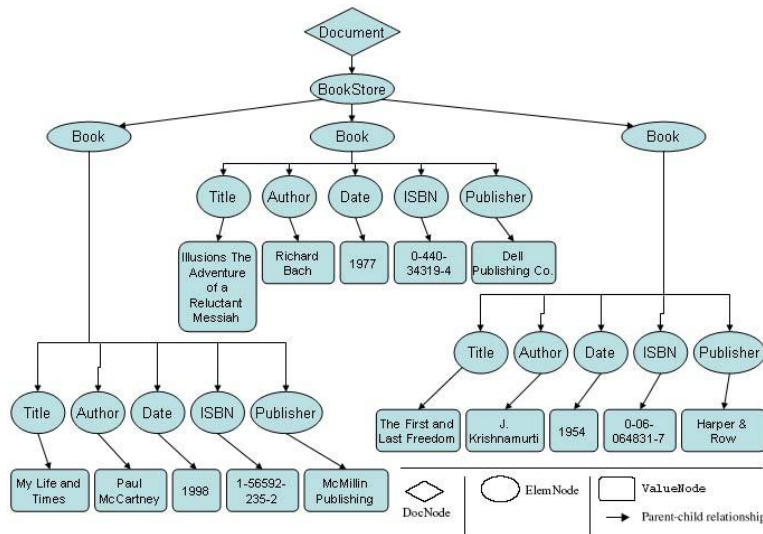 Document
BookStore
Book
Book
Book
Title
Author
Date
ISBN
Publisher
Illusions The
Adventure
of a
Reluctant
Messiah
Richard
Bach
1977
0-440-
34319-4
Dell
Publishing Co.
Title
Author
Date
ISBN
Publisher
The First and
Last Freedom
J.
Krishnamurti
1954
0-06-
064831-7
Harper &
Row
Title
Author
Date
ISBN
Publisher
My Life and
Times
Paul
McCartney
1998
1-56592-
235-2
McMillin
Publishing
DocNode
ElemNode
ValueNode
Parent-child relationship